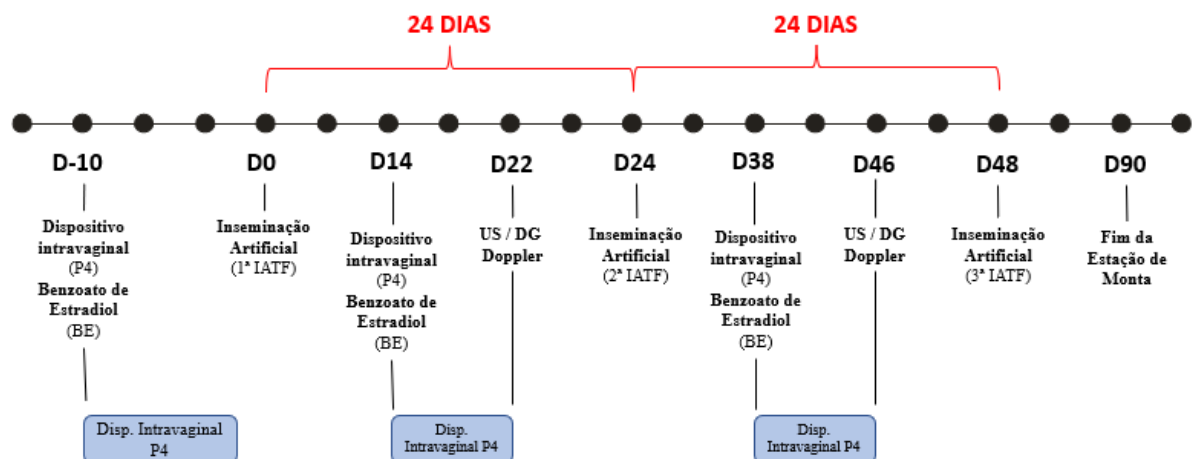 24 DIAS
24 DIAS
D-10
D0
D14
D22
D24
D38
D46
D48
D90
Dispositivo
intravaginal
(P4)
Benzoato de
Estradiol
(BE)
Inseminação
Artificial
(1ª IATF)
Dispositivo
intravaginal
(P4)
Benzoato de
Estradiol
(BE)
US / DG
Doppler
Inseminação
Artificial
(2ª IATF)
Dispositivo
intravaginal
(P4)
Benzoato de
Estradiol
(BE)
US / DG
Doppler
Inseminação
Artificial
(3ª IATF)
Fim da
Estação de
Monta
Disp. Intravaginal
P4
Disp.
Intravaginal P4
Disp.
Intravaginal P4